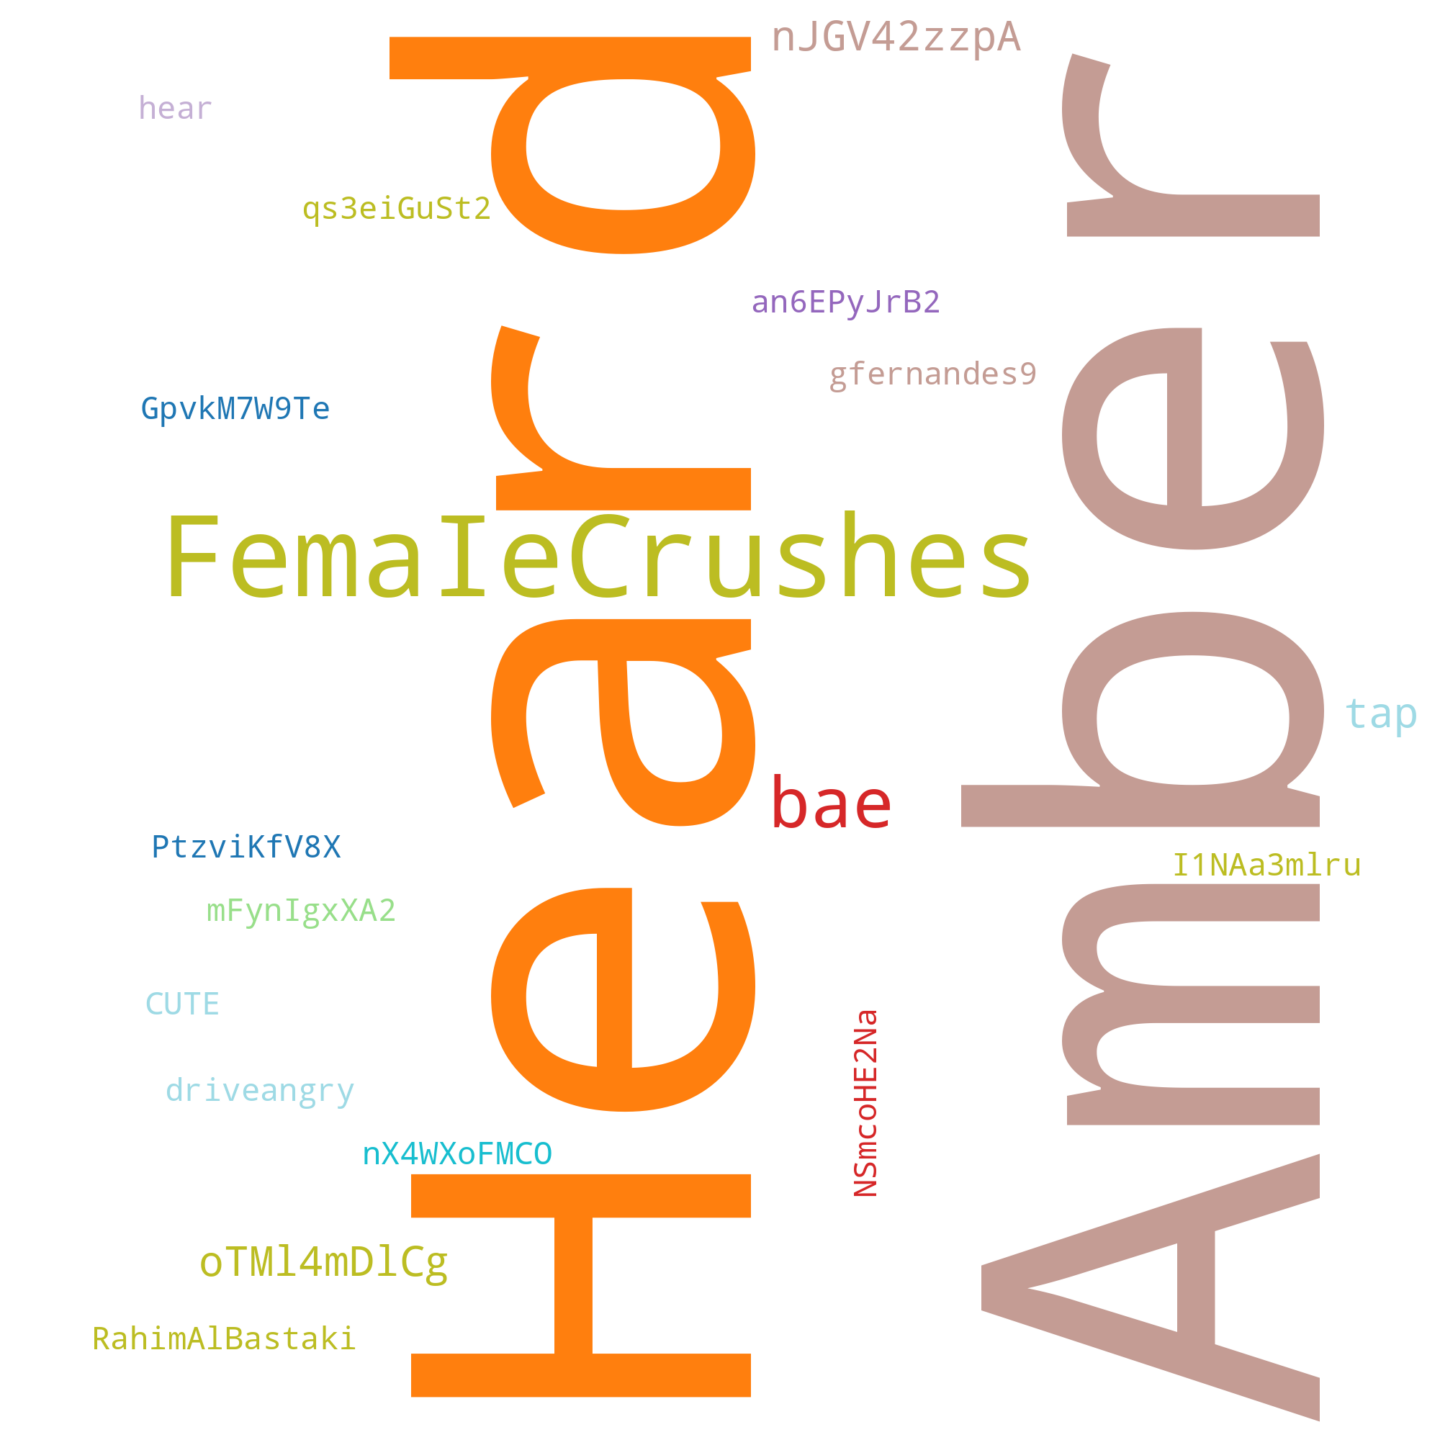 nJGV42zzpA
hear
qs3eiGuSt2
an6EPyJrB2
gfernandes9
GpvkM7W9Te
FemaIeCrushes
Heard
Amber
tap
bae
PtzviKfV8X
I1NAa3mlru
mFynIgxXA2
CUTE
NSmcoHE2Na
driveangry
nX4WXoFMCO
oTMl4mDlCg
RahimAlBastaki